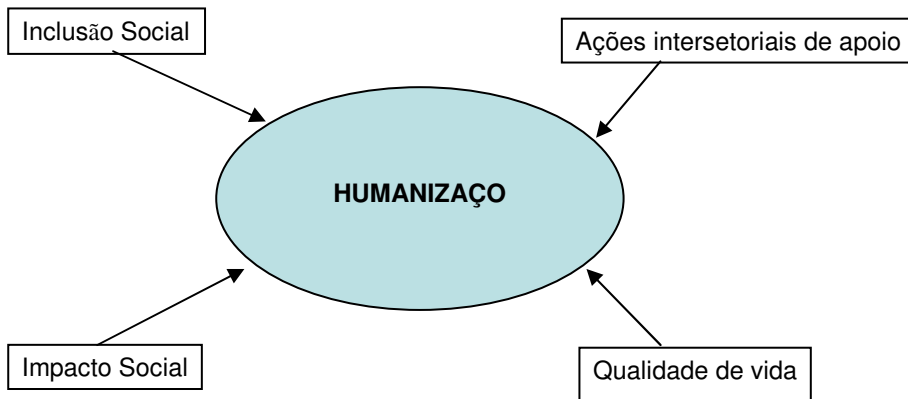 Inclusão Social
Ações intersetoriais de apoio
HUMANIZAÇO
Impacto Social
Qualidade de vida